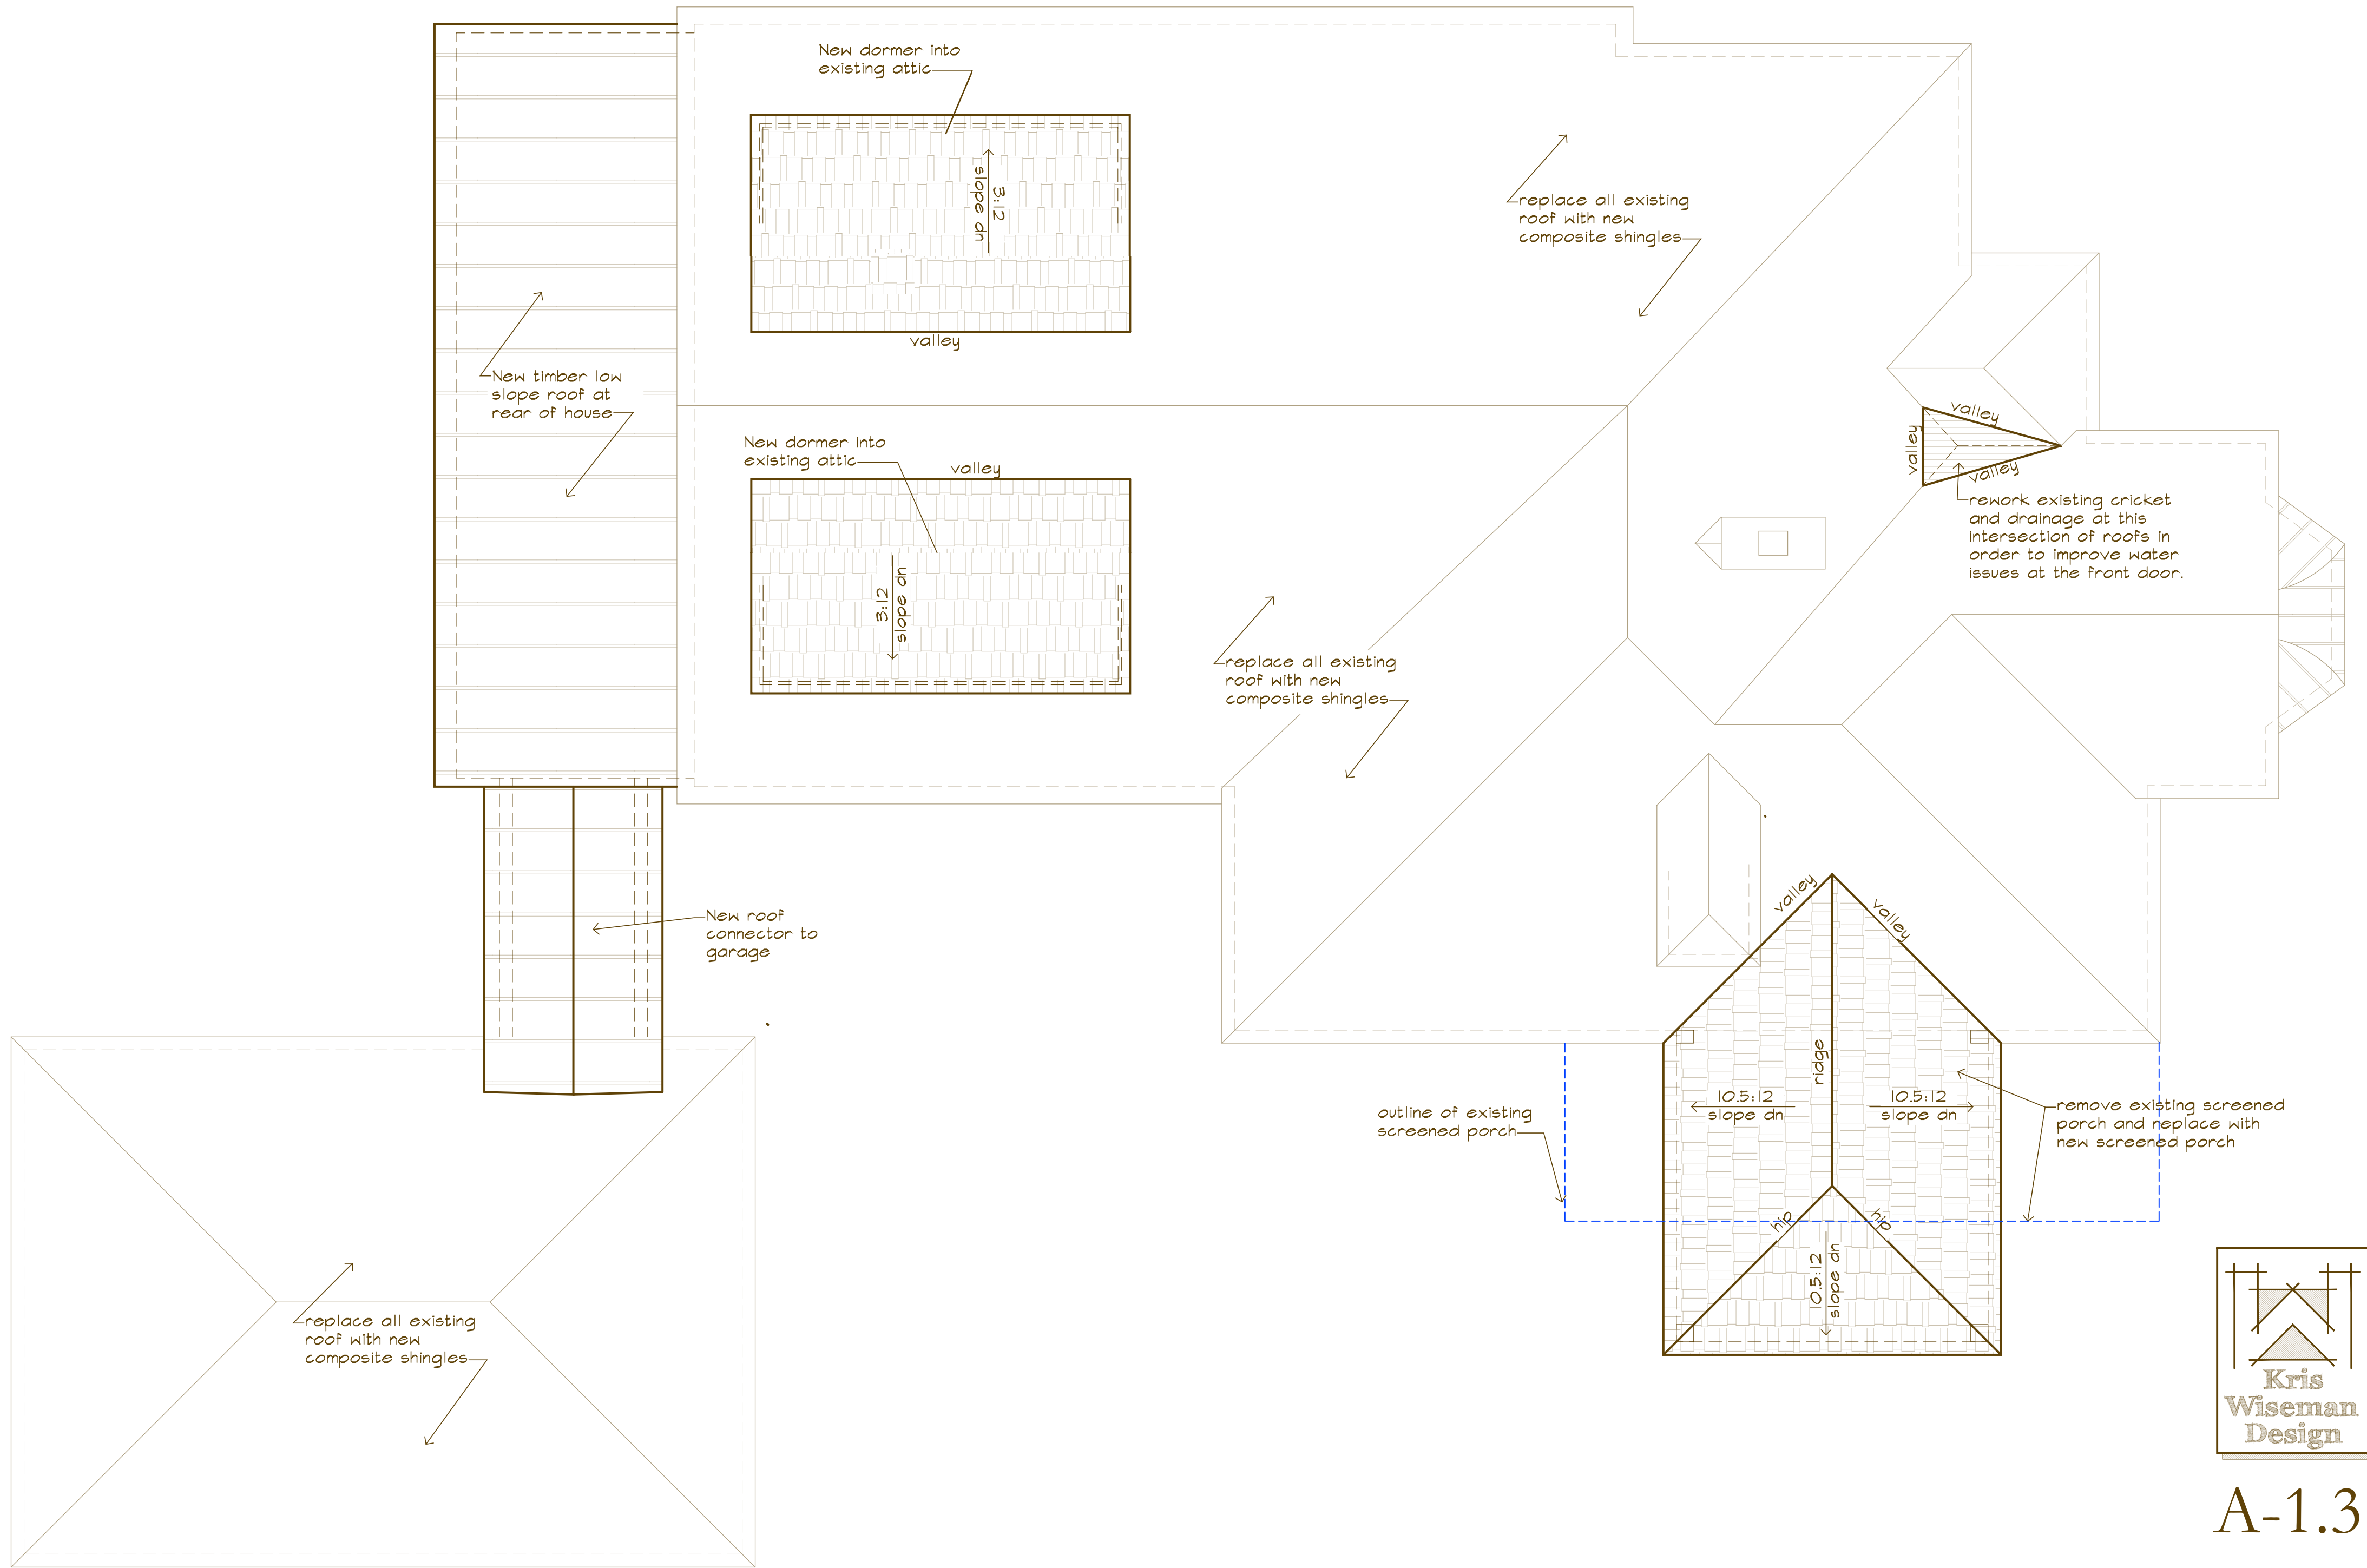 New dormer into
existing attic
3:12
slope dn
valley
replace all existing
roof with new
composite shingles
New timber low
slope roof at
rear of house
New dormer into
existing attic
valley
3:12
slope dn
valley
valley
valley
rework existing cricket
and drainage at this
intersection of roofs in
order to improve water
issues at the front door.
replace all existing
roof with new
composite shingles
New roof
connector to
garage
valley
valley
ridge
10.5:12
slope dn
10.5:12
slope dn
outline of existing
screened porch
remove existing screened
porch and replace with
new screened porch
hip
hip
10.5:12
slope dn
replace all existing
roof with new
composite shingles
Kris
Wiseman
Design
A-1.3